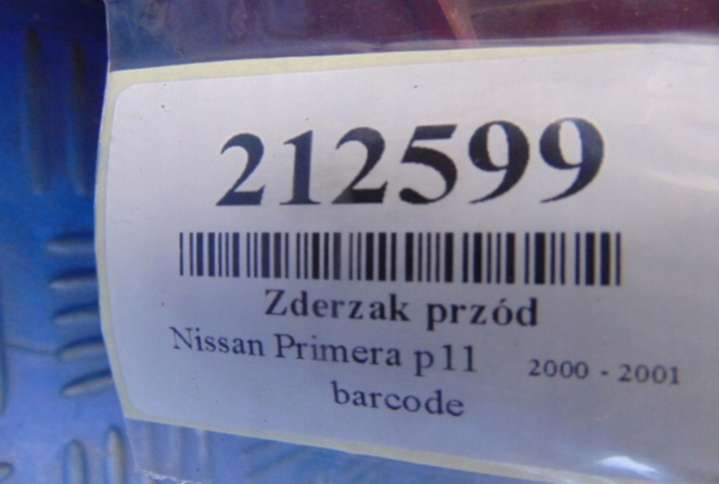 212599
Zderzak przód
Nissan Primera p11 2000 - 2001
barcode